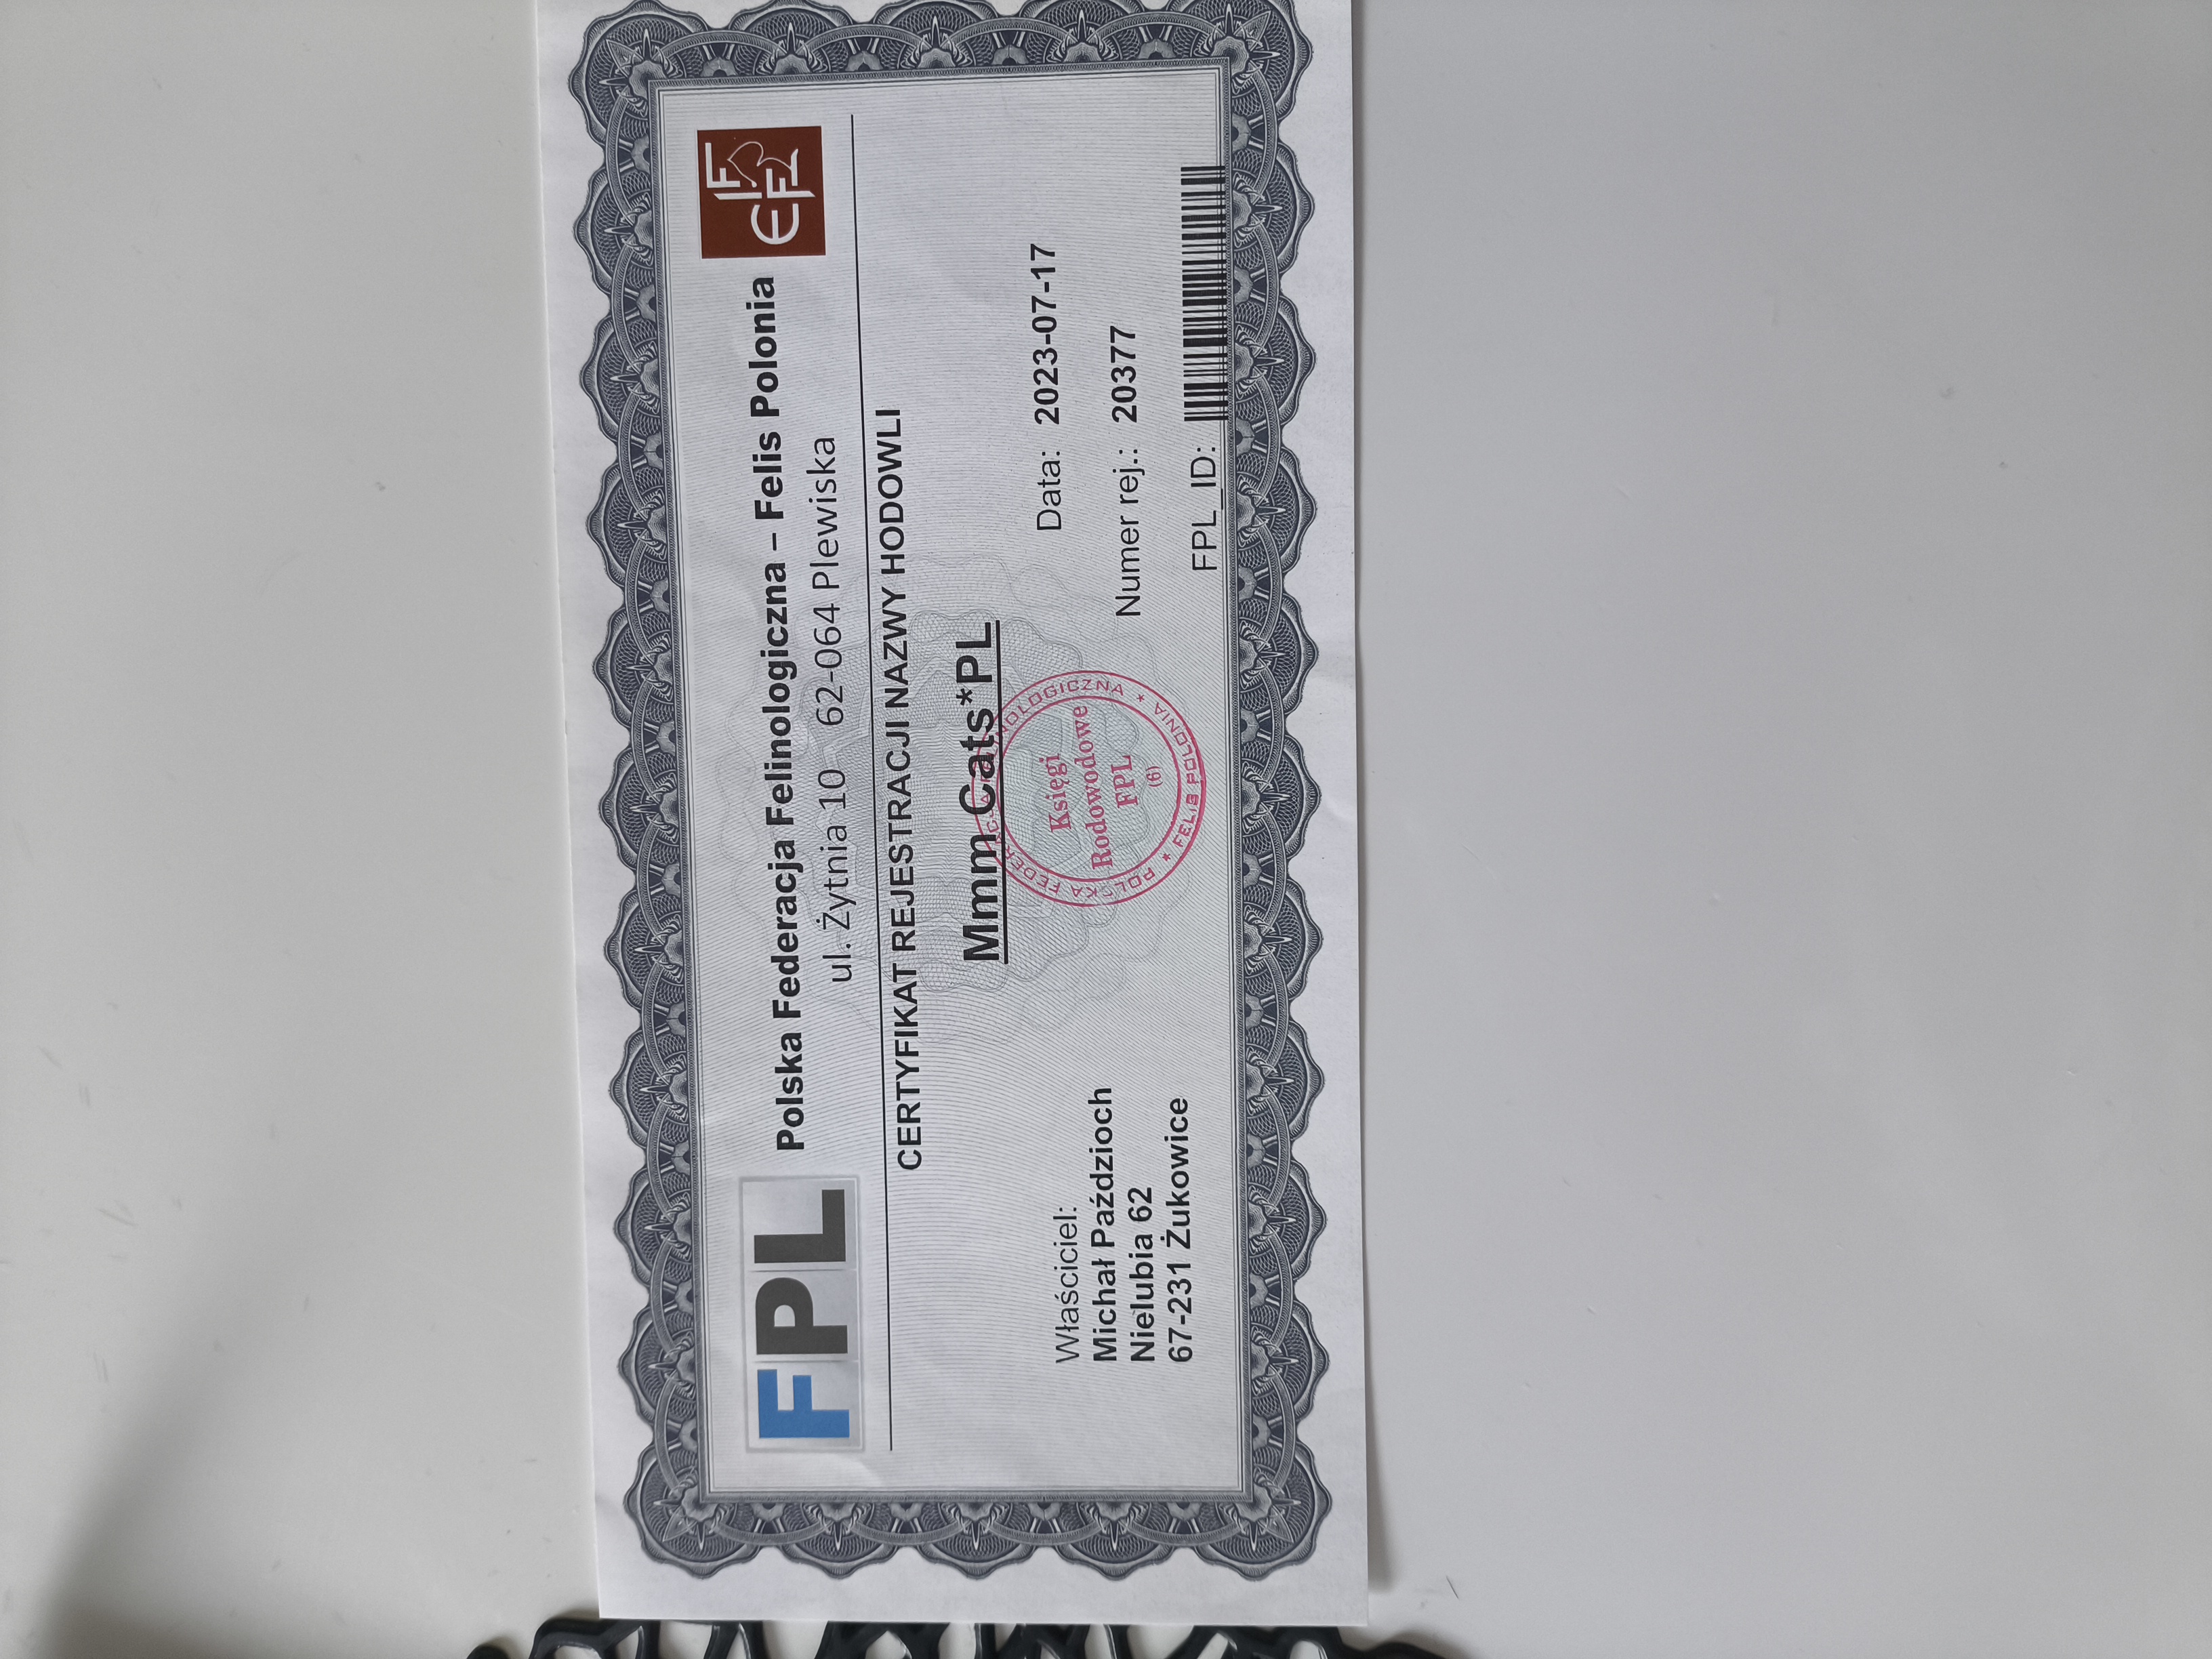 FPL
Polska Federacja Felinologiczna – Felis Polonia
ul. Żytnia 10 62-064 Plewiska
FIFe
CERTYFIKAT REJESTRACJI NAZWY HODOWLI
Mmm Cats*PL
Data: 2023-07-17
Numer rej.: 20377
FPL_ID:
Właściciel:
Michał Paździoch
Nielubia 62
67-231 Żukowice
POLSKA FEDERACJA FELINOLOGICZNA * FELIS POLONIA *
Księgi
Rodowodowe
FPL
(6)